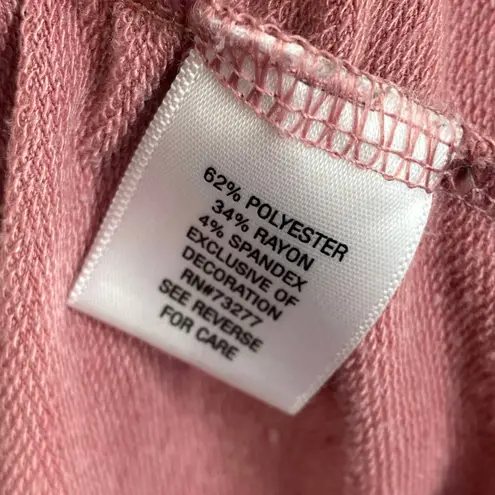 62% POLYESTER
34% RAYON
4% SPANDEX
EXCLUSIVE OF
DECORATION
RN#73277
SEE REVERSE
FOR CARE